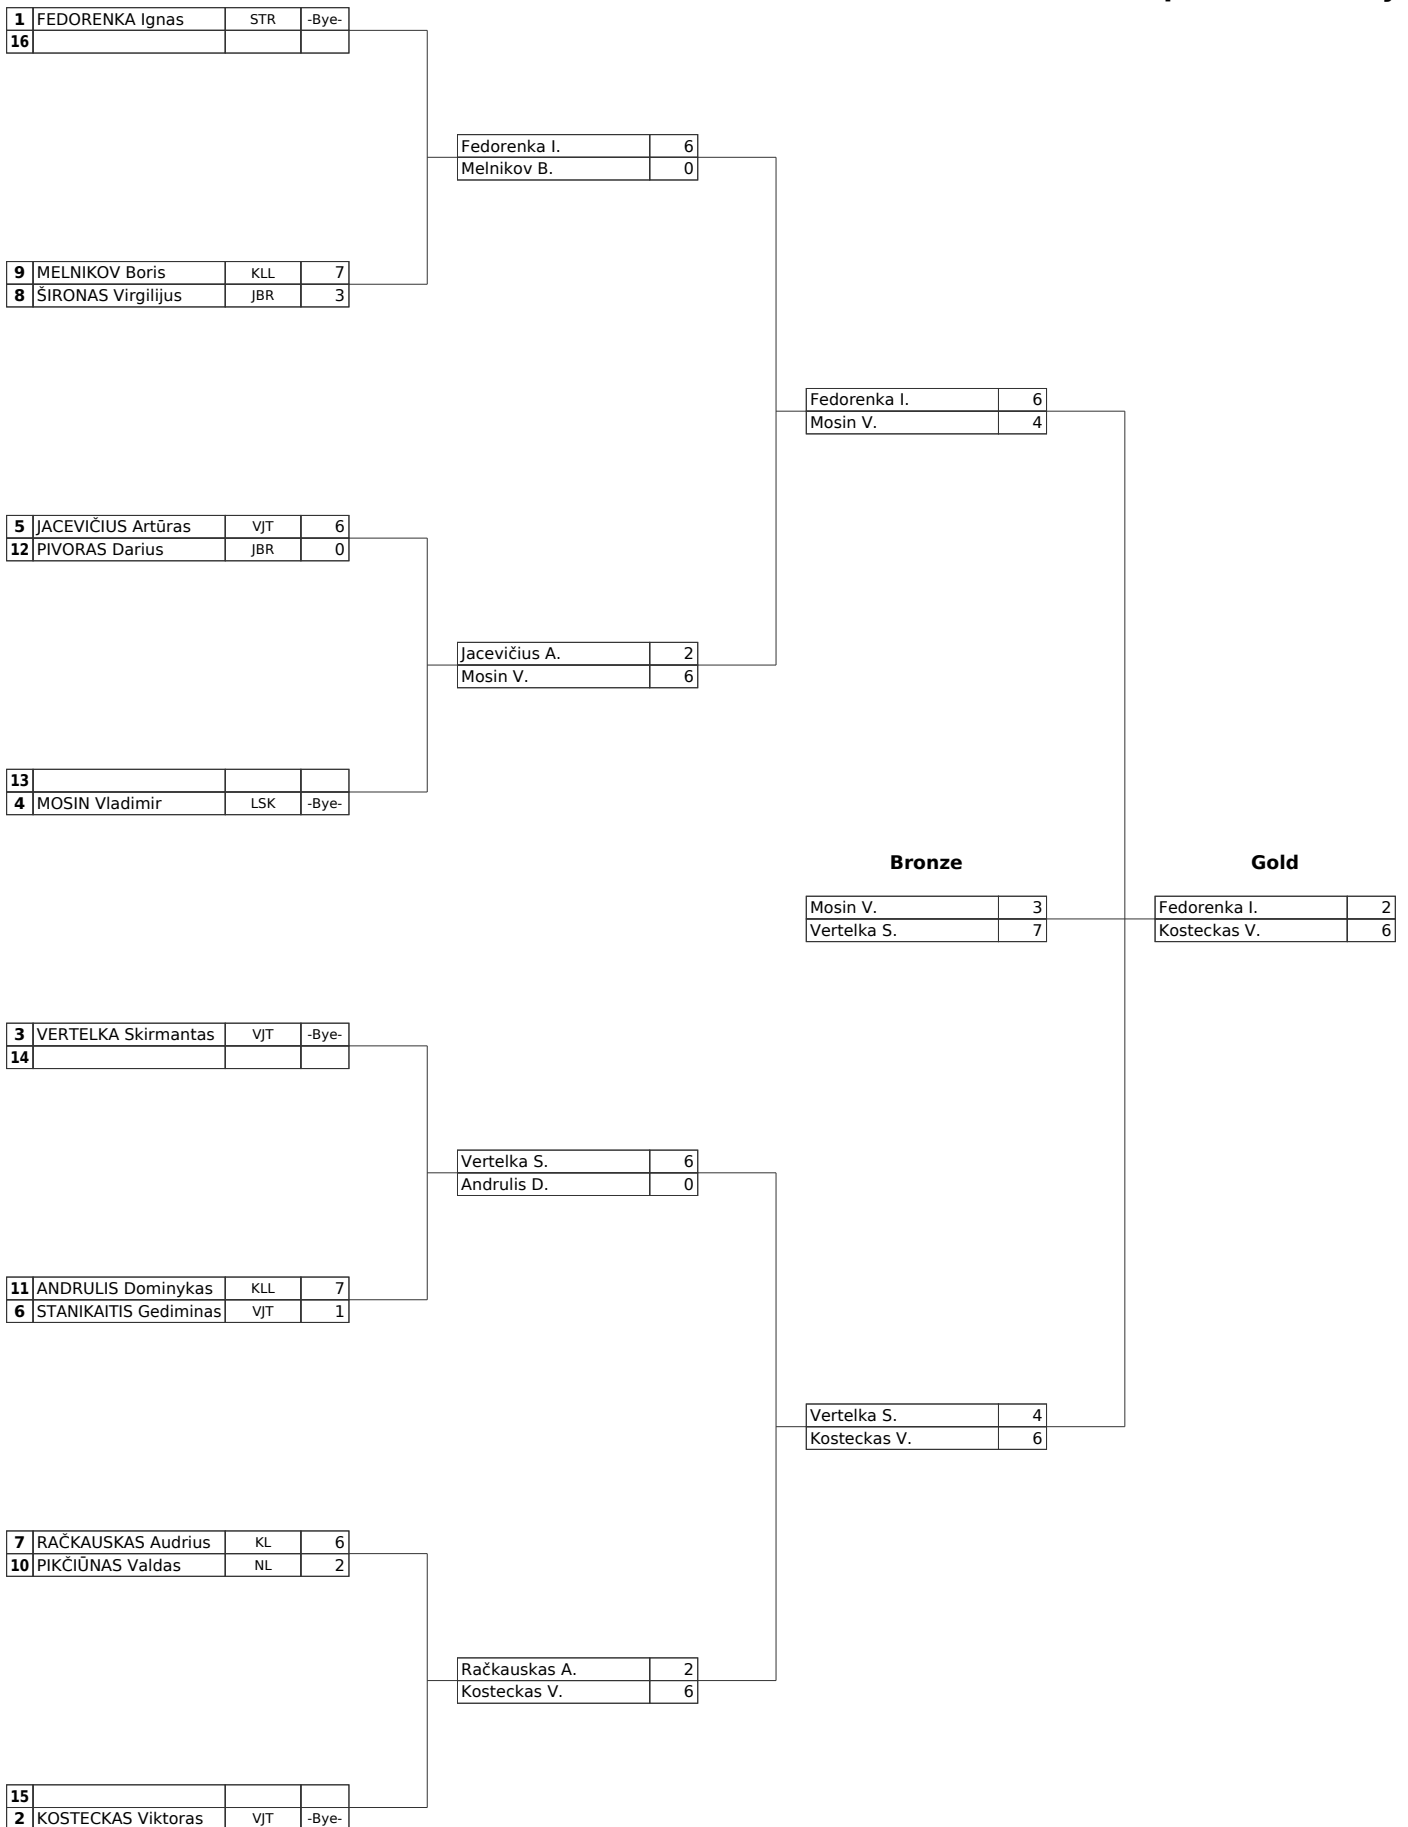 1 FEDORENKA Ignas STR -Bye-
16
Fedorenka I. 6
Melnikov B. 0
9 MELNIKOV Boris KLL 7
8 ŠIRONAS Virgilijus JBR 3
Fedorenka I. 6
Mosin V. 4
5 JACEVIČIUS Artūras VJT 6
12 PIVORAS Darius JBR 0
Jacevičius A. 2
Mosin V. 6
13
4 MOSIN Vladimir LSK -Bye-
Bronze Gold
Mosin V. 3 Fedorenka I. 2
Vertelka S. 7 Kosteckas V. 6
3 VERTELKA Skirmantas VJT -Bye-
14
Vertelka S. 6
Andrulis D. 0
11 ANDRULIS Dominykas KLL 7
6 STANIKAITIS Gediminas VJT 1
Vertelka S. 4
Kosteckas V. 6
7 RAČKAUSKAS Audrius KL 6
10 PIKČIŪNAS Valdas NL 2
Račkauskas A. 2
Kosteckas V. 6
15
2 KOSTECKAS Viktoras VJT -Bye-